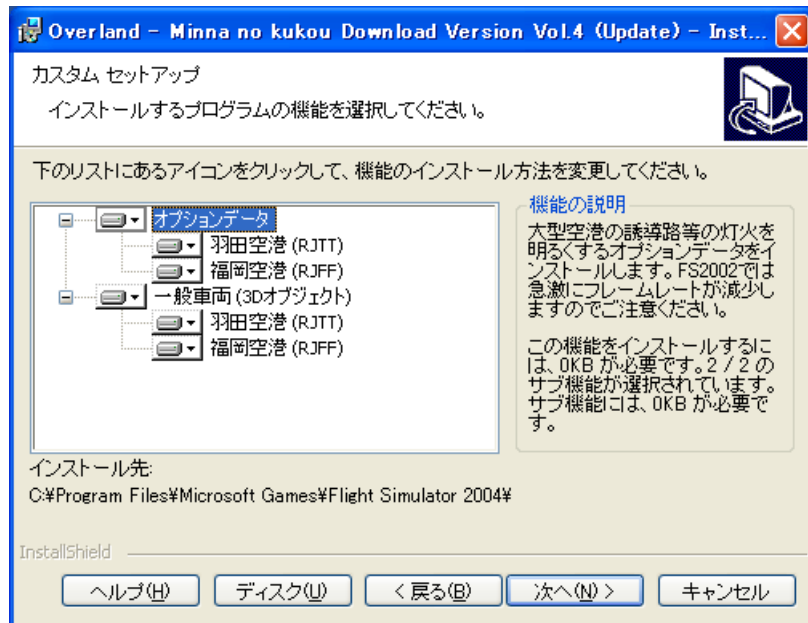 Overland - Minna no kukou Download Version Vol.4 (Update) - Inst...
カスタム セットアップ
インストールするプログラムの機能を選択してください。
下のリストにあるアイコンをクリックして、機能のインストール方法を変更してください。
オプションデータ
羽田空港 (RJTT)
福岡空港 (RJFF)
一般車両 (3Dオブジェクト)
羽田空港 (RJTT)
福岡空港 (RJFF)
機能の説明
大型空港の誘導路等の灯火を
明るくするオプションデータをイ
ンストールします。FS2002では
急激にフレームレートが減少し
ますのでご注意ください。
この機能をインストールするに
は、0KB が必要です。2 / 2 の
サブ機能が選択されています。
サブ機能には、0KB が必要で
す。
インストール先:
C:¥Program Files¥Microsoft Games¥Flight Simulator 2004¥
InstallShield
ヘルプ(H)
ディスク(U)
< 戻る(B)
次へ(N) >
キャンセル